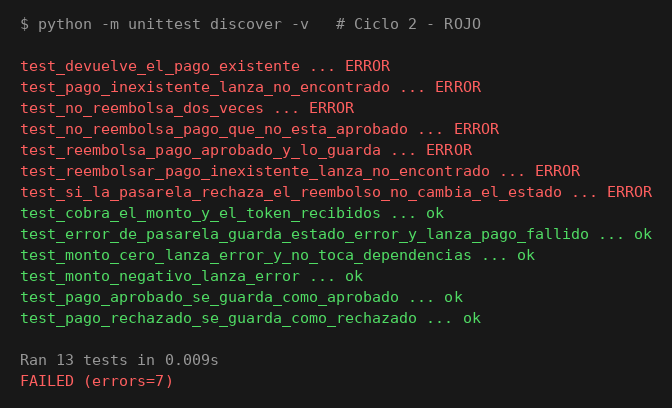 $ python -m unittest discover -v   # Ciclo 2 - ROJO
test_devuelve_el_pago_existente ... ERROR
test_pago_inexistente_lanza_no_encontrado ... ERROR
test_no_reembolsa_dos_veces ... ERROR
test_no_reembolsa_pago_que_no_esta_aprobado ... ERROR
test_reembolsa_pago_aprobado_y_lo_guarda ... ERROR
test_reembolsar_pago_inexistente_lanza_no_encontrado ... ERROR
test_si_la_pasarela_rechaza_el_reembolso_no_cambia_el_estado ... ERROR
test_cobra_el_monto_y_el_token_recibidos ... ok
test_error_de_pasarela_guarda_estado_error_y_lanza_pago_fallido ... ok
test_monto_cero_lanza_error_y_no_toca_dependencias ... ok
test_monto_negativo_lanza_error ... ok
test_pago_aprobado_se_guarda_como_aprobado ... ok
test_pago_rechazado_se_guarda_como_rechazado ... ok
Ran 13 tests in 0.009s
FAILED (errors=7)